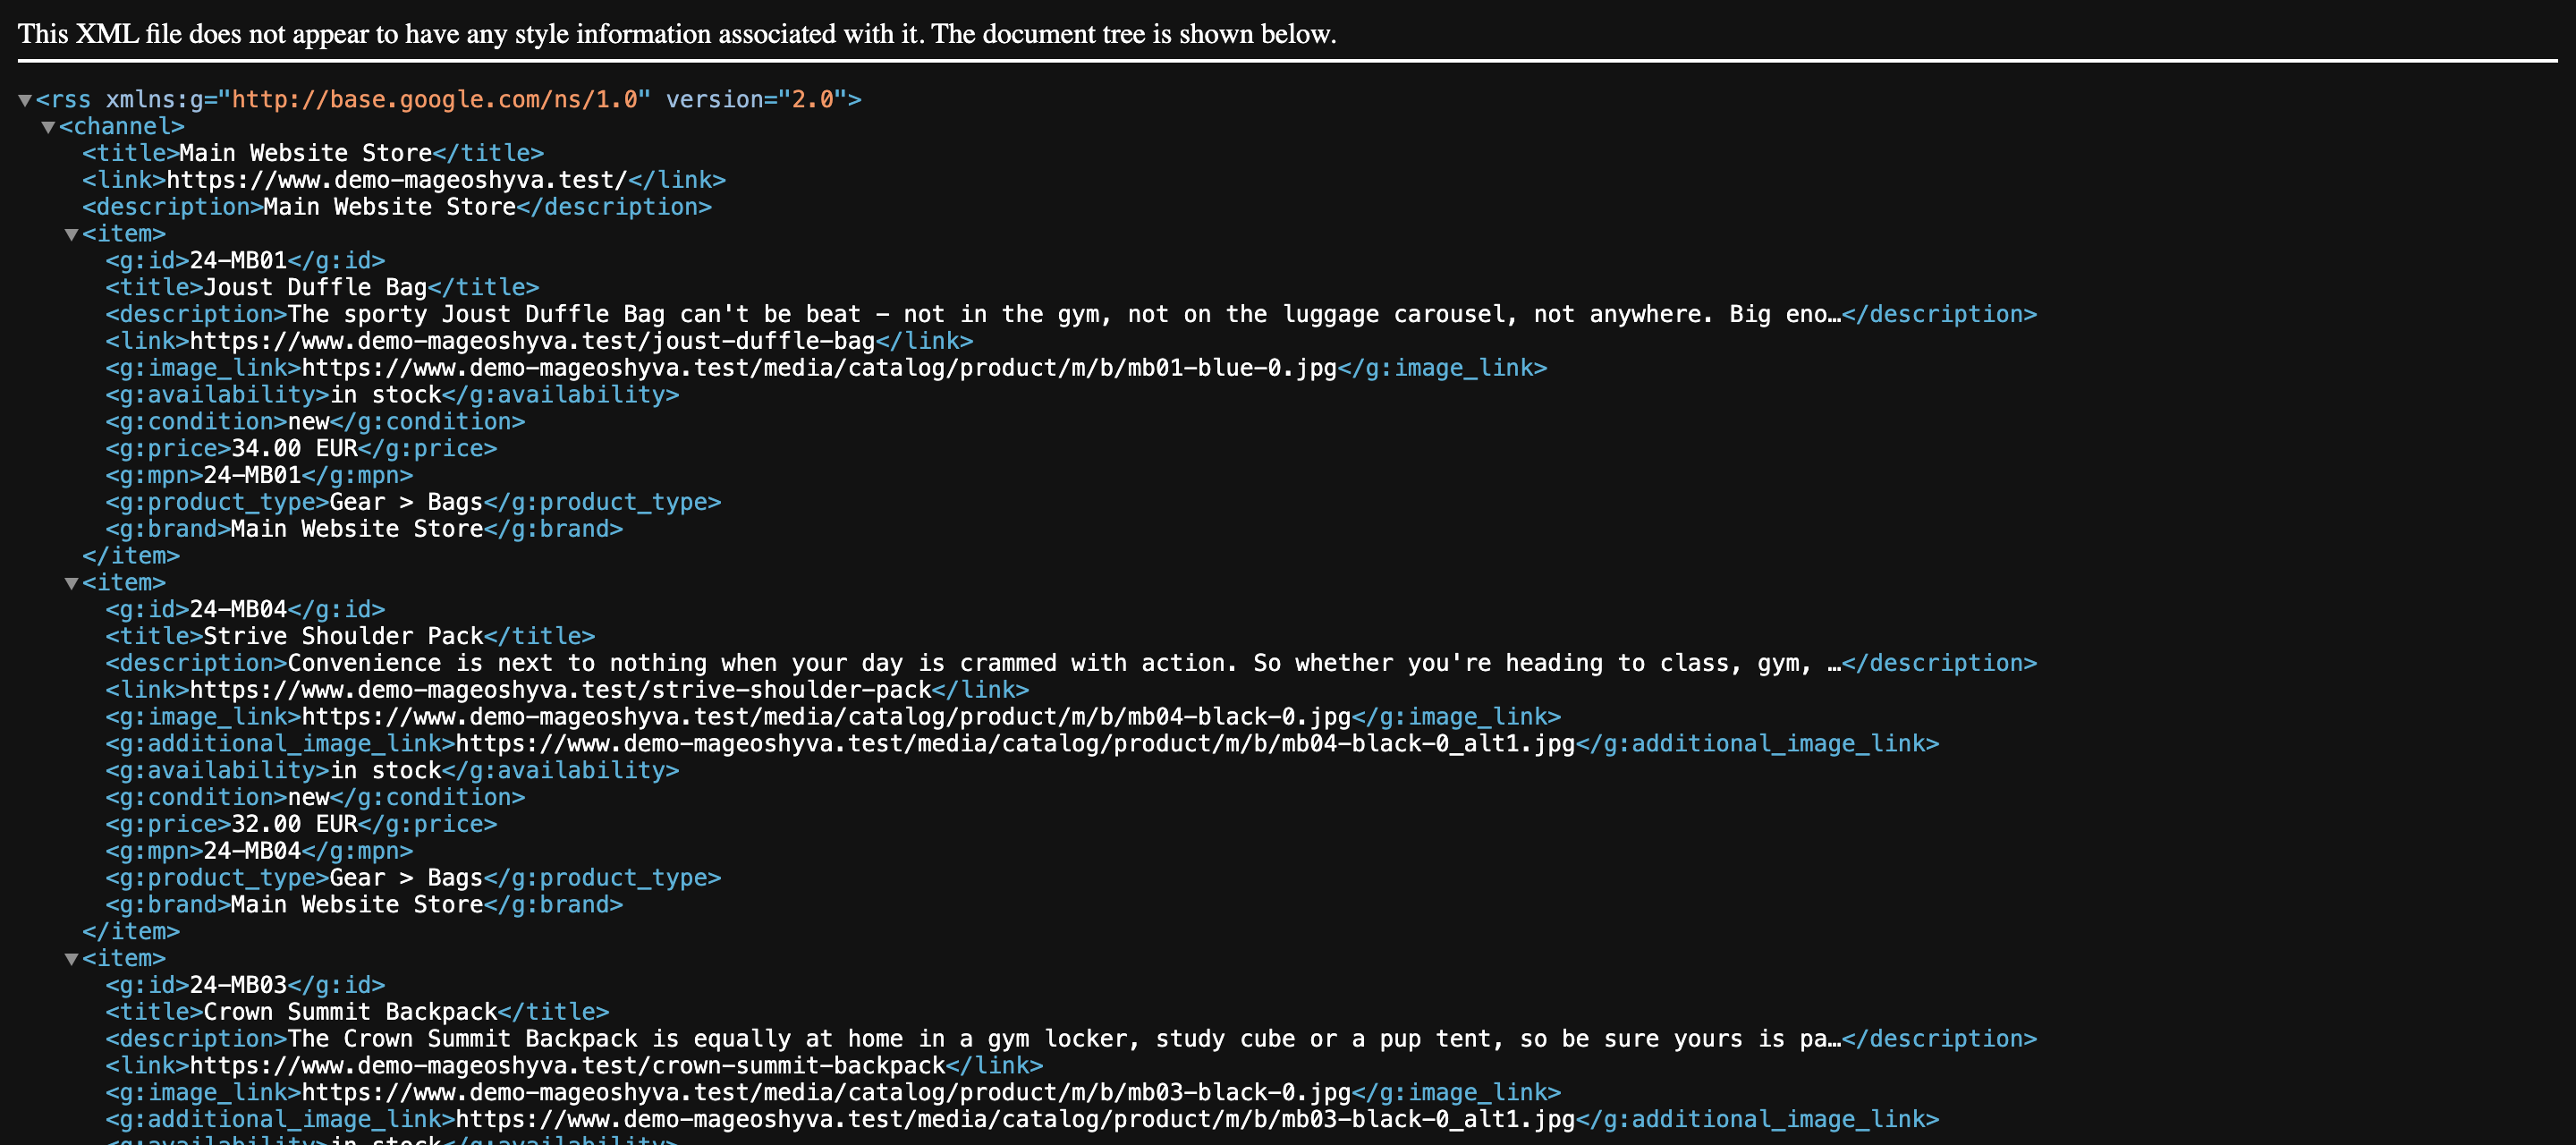 This XML file does not appear to have any style information associated with it. The document tree is shown below.
▼<rss xmlns:g="http://base.google.com/ns/1.0" version="2.0">
▼<channel>
<title>Main Website Store</title>
<link>https://www.demo-mageoshyva.test/</link>
<description>Main Website Store</description>
▼<item>
<g:id>24-MB01</g:id>
<title>Joust Duffle Bag</title>
<description>The sporty Joust Duffle Bag can't be beat - not in the gym, not on the luggage carousel, not anywhere. Big eno…</description>
<link>https://www.demo-mageoshyva.test/joust-duffle-bag</link>
<g:image_link>https://www.demo-mageoshyva.test/media/catalog/product/m/b/mb01-blue-0.jpg</g:image_link>
<g:availability>in stock</g:availability>
<g:condition>new</g:condition>
<g:price>34.00 EUR</g:price>
<g:mpn>24-MB01</g:mpn>
<g:product_type>Gear > Bags</g:product_type>
<g:brand>Main Website Store</g:brand>
</item>
▼<item>
<g:id>24-MB04</g:id>
<title>Strive Shoulder Pack</title>
<description>Convenience is next to nothing when your day is crammed with action. So whether you're heading to class, gym, …</description>
<link>https://www.demo-mageoshyva.test/strive-shoulder-pack</link>
<g:image_link>https://www.demo-mageoshyva.test/media/catalog/product/m/b/mb04-black-0.jpg</g:image_link>
<g:additional_image_link>https://www.demo-mageoshyva.test/media/catalog/product/m/b/mb04-black-0_alt1.jpg</g:additional_image_link>
<g:availability>in stock</g:availability>
<g:condition>new</g:condition>
<g:price>32.00 EUR</g:price>
<g:mpn>24-MB04</g:mpn>
<g:product_type>Gear > Bags</g:product_type>
<g:brand>Main Website Store</g:brand>
</item>
▼<item>
<g:id>24-MB03</g:id>
<title>Crown Summit Backpack</title>
<description>The Crown Summit Backpack is equally at home in a gym locker, study cube or a pup tent, so be sure yours is pa…</description>
<link>https://www.demo-mageoshyva.test/crown-summit-backpack</link>
<g:image_link>https://www.demo-mageoshyva.test/media/catalog/product/m/b/mb03-black-0.jpg</g:image_link>
<g:additional_image_link>https://www.demo-mageoshyva.test/media/catalog/product/m/b/mb03-black-0_alt1.jpg</g:additional_image_link>
<g:availability>in stock</g:availability>